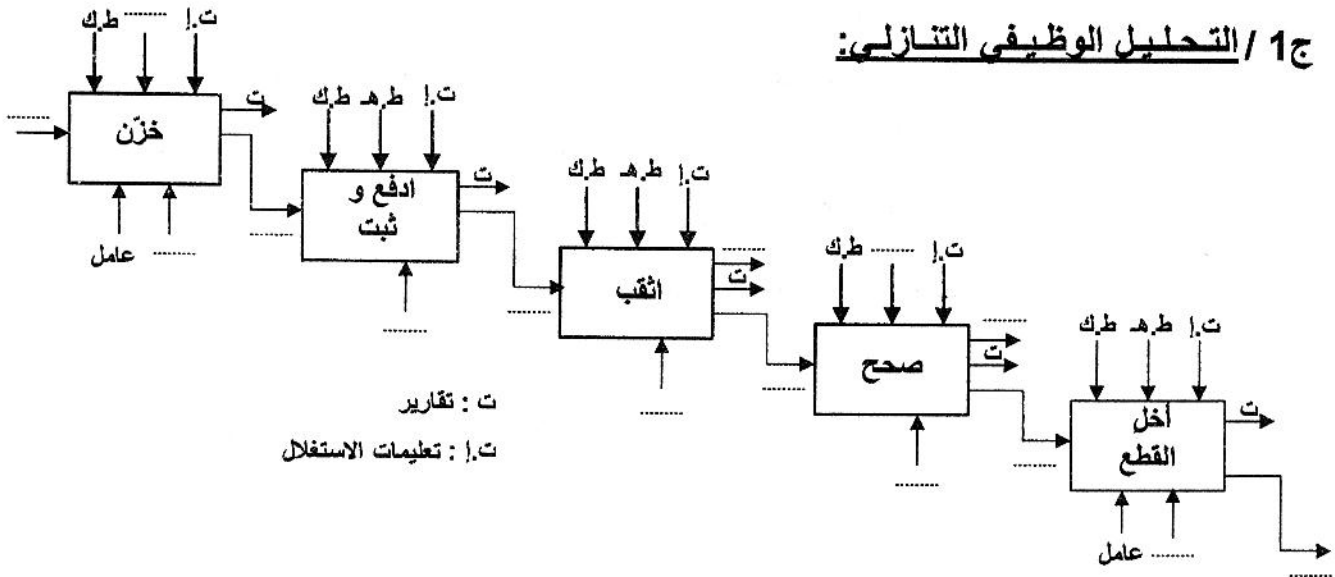 ج1 / التحليل الوظيفي التنازلي:
ط.ك ........ ت.إ
........ خزّن ت
عامل ........
ط.ك ط.هـ ت.إ
ادفع و ثبت ت
........
........
ط.ك ط.هـ ت.إ
اثقب ........
ت
........
........
ط.ك ........ ت.إ
صحح ........
ت
........
........
ط.ك ط.هـ ت.إ
أخل القطع ت
........
عامل ........
........
ت : تقارير
ت.إ : تعليمات الاستغلال